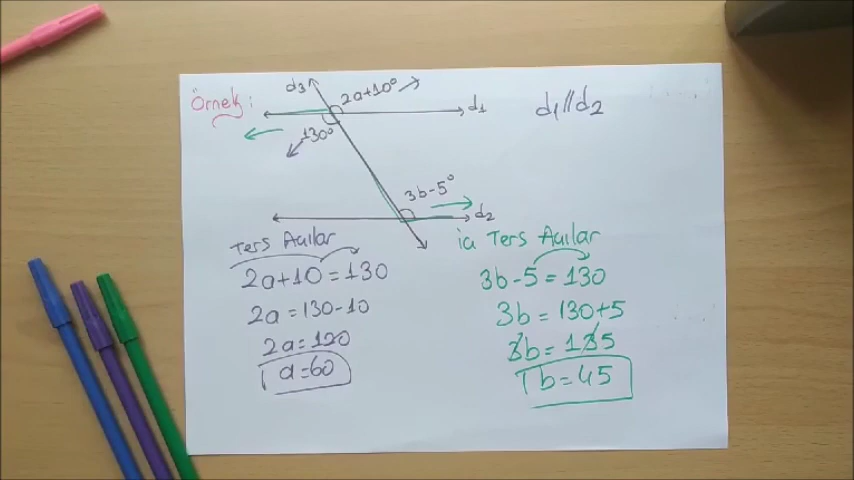 Örnek:
d3
2a+10°
d1
d1//d2
130°
3b-5°
d2
Ters Açılar
2a+10=130
2a=130-10
2a=120
a=60
iç Ters Açılar
3b-5=130
3b=130+5
3b=135
b=45